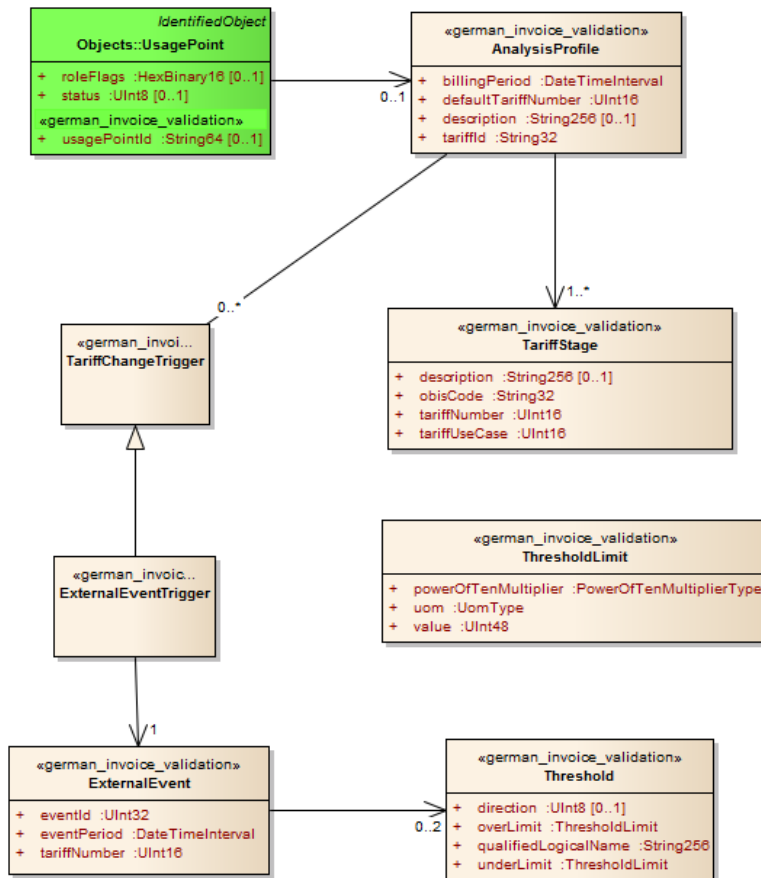 IdentifiedObject
Objects::UsagePoint
+ roleFlags :HexBinary16 [0..1]
+ status :UInt8 [0..1]
«german_invoice_validation»
+ usagePointId :String64 [0..1]
0..1
«german_invoice_validation»
AnalysisProfile
+ billingPeriod :DateTimeInterval
+ defaultTariffNumber :UInt16
+ description :String256 [0..1]
+ tariffId :String32
0..*
1..*
«german_invoi...
TariffChangeTrigger
«german_invoice_validation»
TariffStage
+ description :String256 [0..1]
+ obisCode :String32
+ tariffNumber :UInt16
+ tariffUseCase :UInt16
«german_invoic...
ExternalEventTrigger
«german_invoice_validation»
ThresholdLimit
+ powerOfTenMultiplier :PowerOfTenMultiplierType
+ uom :UomType
+ value :UInt48
1
«german_invoice_validation»
ExternalEvent
+ eventId :UInt32
+ eventPeriod :DateTimeInterval
+ tariffNumber :UInt16
0..2
«german_invoice_validation»
Threshold
+ direction :UInt8 [0..1]
+ overLimit :ThresholdLimit
+ qualifiedLogicalName :String256
+ underLimit :ThresholdLimit